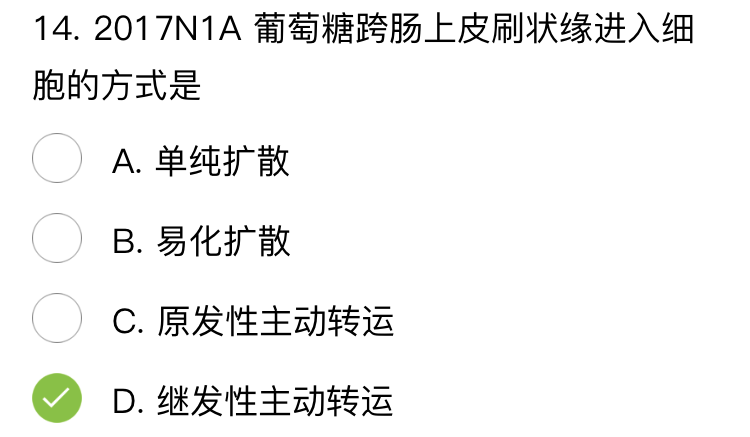 14. 2017N1A 葡萄糖跨肠上皮刷状缘进入细
胞的方式是
A. 单纯扩散
B. 易化扩散
C. 原发性主动转运
D. 继发性主动转运